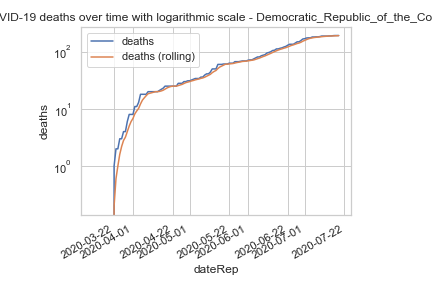 VID-19 deaths over time with logarithmic scale - Democratic_Republic_of_the_Co
deaths
deaths (rolling)
10²
10¹
10⁰
deaths
2020-03-22
2020-04-01
2020-04-22
2020-05-01
2020-05-22
2020-06-01
2020-06-22
2020-07-01
2020-07-22
dateRep